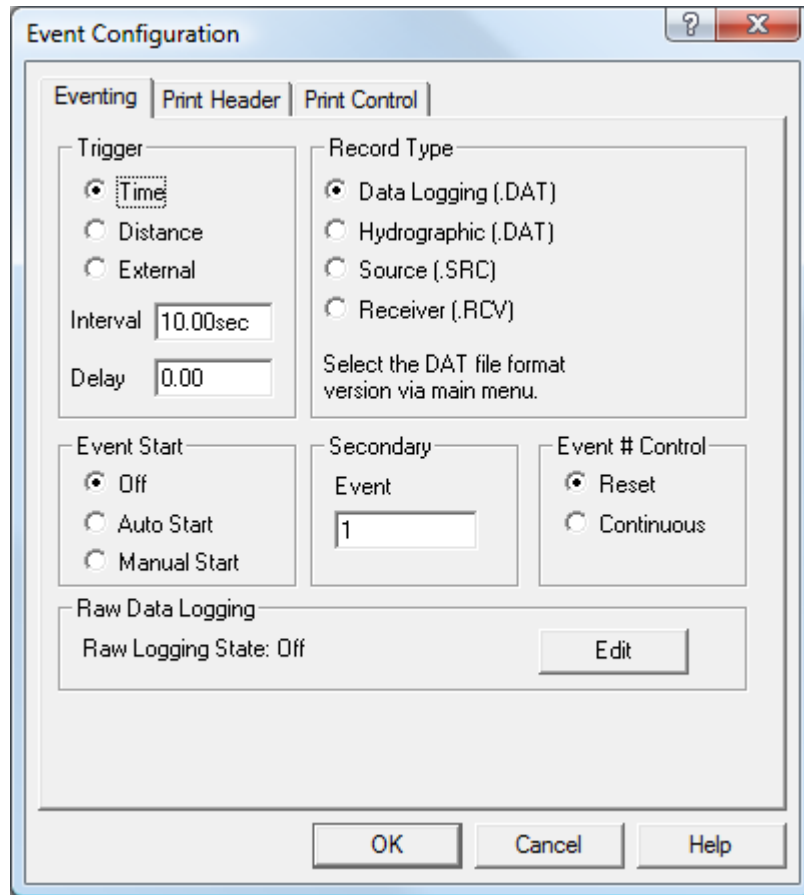 Event Configuration
Eventing
Print Header
Print Control
Trigger
Time
Distance
External
Interval 10.00sec
Delay 0.00
Record Type
Data Logging (.DAT)
Hydrographic (.DAT)
Source (.SRC)
Receiver (.RCV)
Select the DAT file format
version via main menu.
Event Start
Off
Auto Start
Manual Start
Secondary
Event
1
Event # Control
Reset
Continuous
Raw Data Logging
Raw Logging State: Off
Edit
OK
Cancel
Help